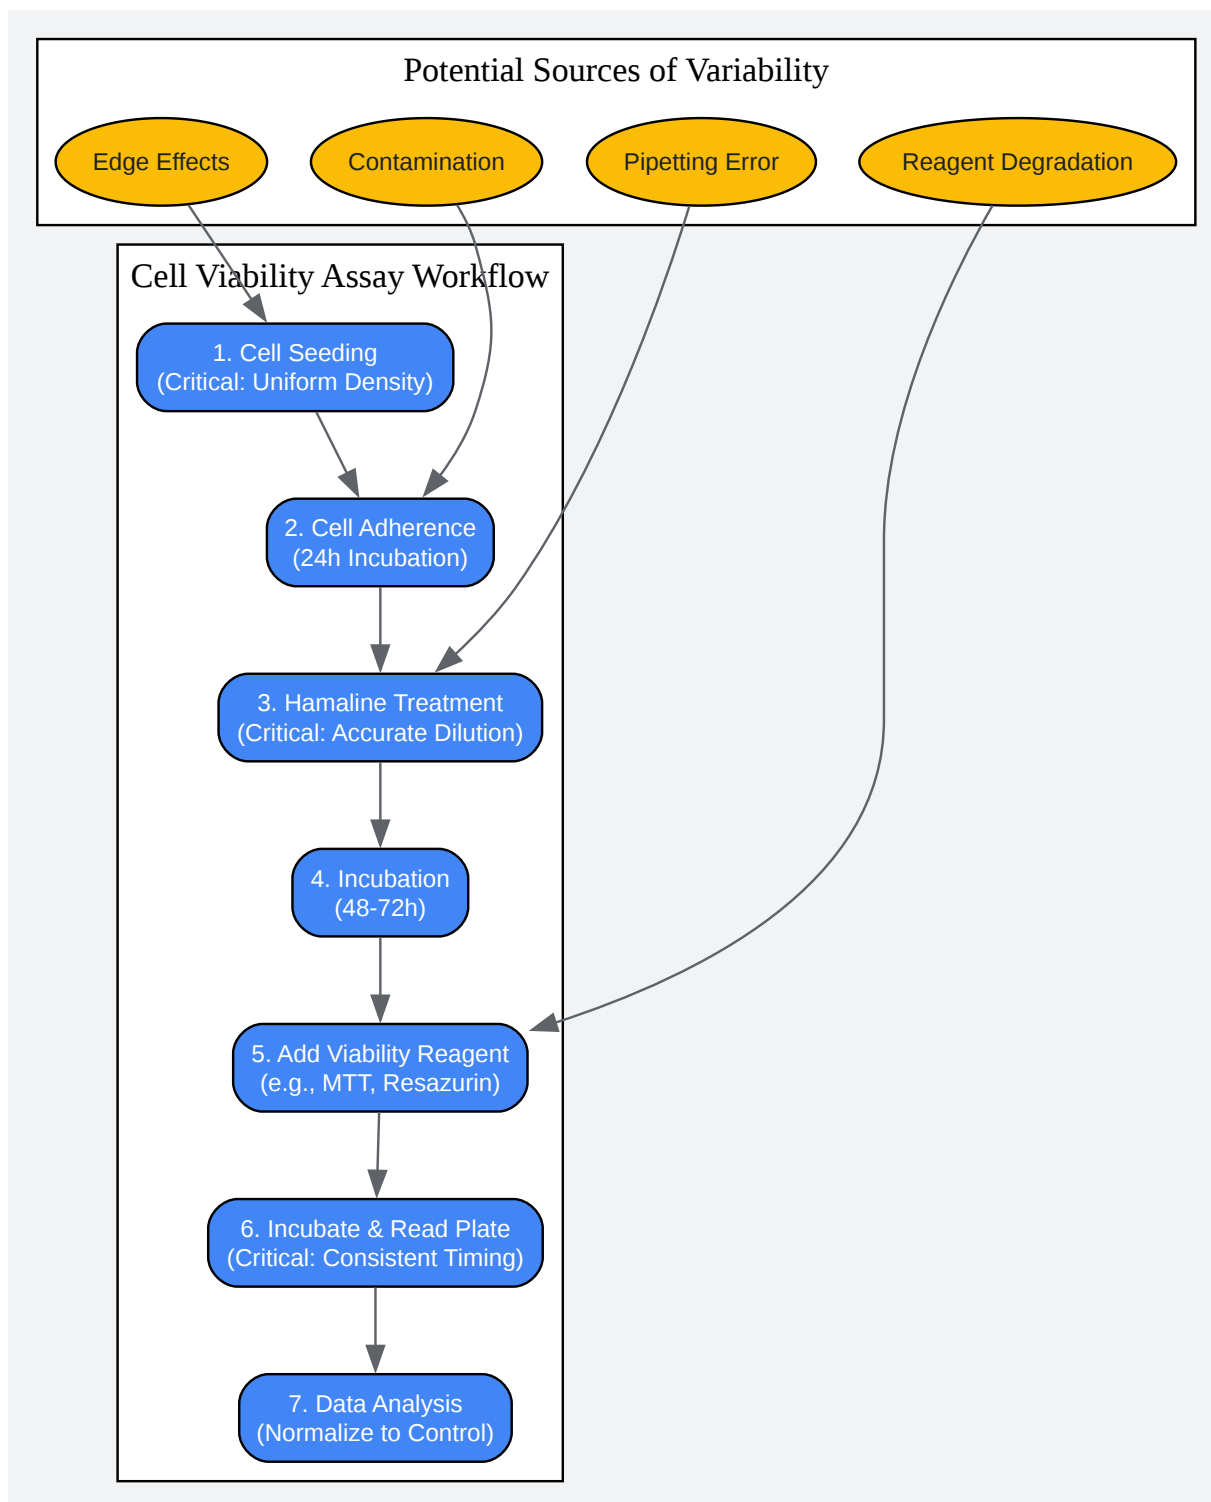 Potential Sources of Variability
Edge Effects
Contamination
Pipetting Error
Reagent Degradation
Cell Viability Assay Workflow
1. Cell Seeding
(Critical: Uniform Density)
2. Cell Adherence
(24h Incubation)
3. Hamaline Treatment
(Critical: Accurate Dilution)
4. Incubation
(48-72h)
5. Add Viability Reagent
(e.g., MTT, Resazurin)
6. Incubate & Read Plate
(Critical: Consistent Timing)
7. Data Analysis
(Normalize to Control)